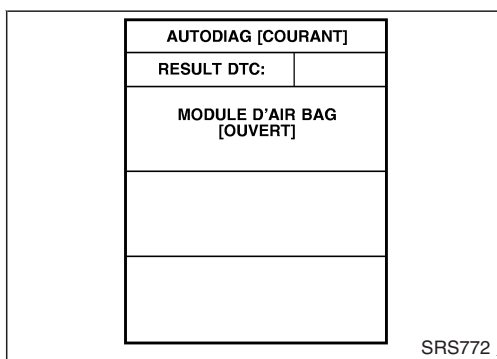 AUTODIAG [COURANT]
RESULT DTC:
MODULE D'AIR BAG
[OUVERT]
SRS772